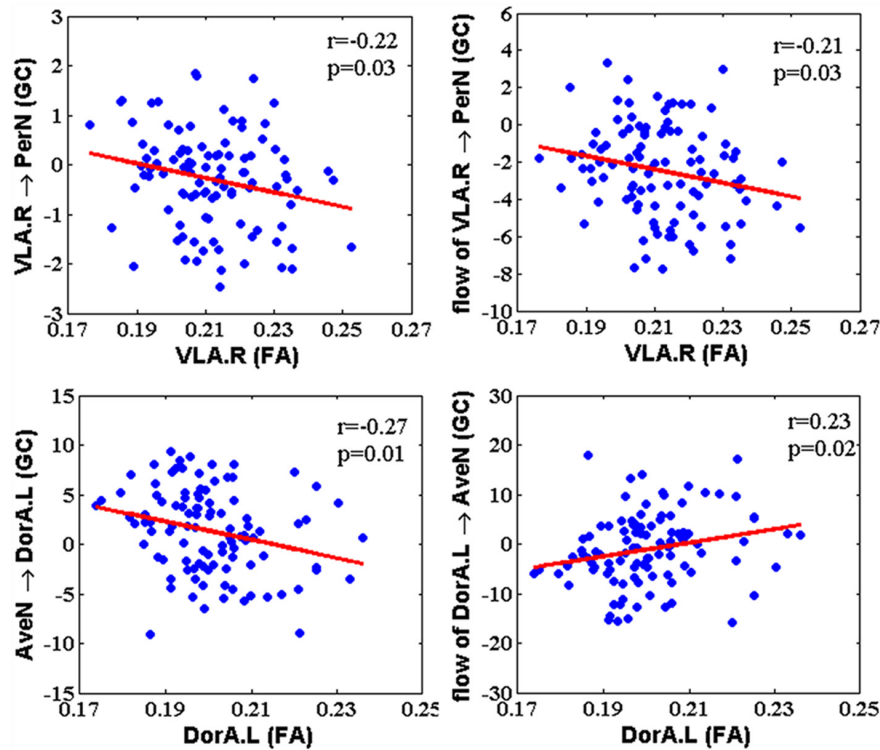 r=-0.22
p=0.03
VLA.R → PerN (GC)
3
2
1
0
-1
-2
-3
0.17 0.19 0.21 0.23 0.25 0.27
VLA.R (FA)
r=-0.21
p=0.03
flow of VLA.R → PerN (GC)
6
4
2
0
-2
-4
-6
-8
-10
0.17 0.19 0.21 0.23 0.25 0.27
VLA.R (FA)
r=-0.27
p=0.01
AveN → DorA.L (GC)
15
10
5
0
-5
-10
-15
0.17 0.19 0.21 0.23 0.25
DorA.L (FA)
r=0.23
p=0.02
flow of DorA.L → AveN (GC)
30
20
10
0
-10
-20
-30
0.17 0.19 0.21 0.23 0.25
DorA.L (FA)